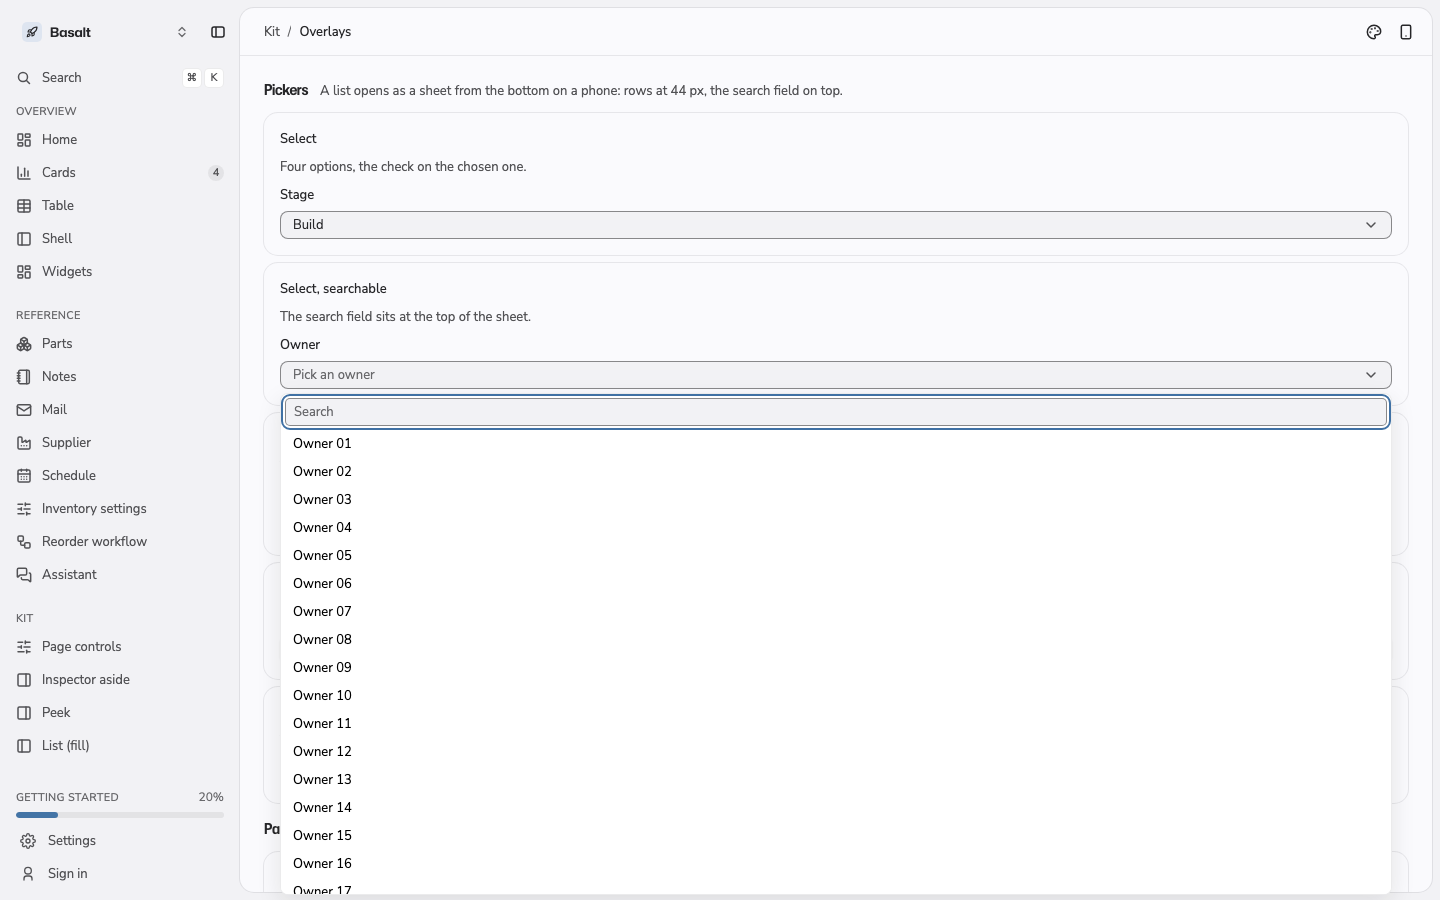 Basalt
Kit / Overlays
Search ⌘ K
OVERVIEW
Home
Cards 4
Table
Shell
Widgets
REFERENCE
Parts
Notes
Mail
Supplier
Schedule
Inventory settings
Reorder workflow
Assistant
KIT
Page controls
Inspector aside
Peek
List (fill)
GETTING STARTED 20%
Settings
Sign in
Pickers A list opens as a sheet from the bottom on a phone: rows at 44 px, the search field on top.
Select
Four options, the check on the chosen one.
Stage
Build
Select, searchable
The search field sits at the top of the sheet.
Owner
Pick an owner
Search
Owner 01
Owner 02
Owner 03
Owner 04
Owner 05
Owner 06
Owner 07
Owner 08
Owner 09
Owner 10
Owner 11
Owner 12
Owner 13
Owner 14
Owner 15
Owner 16
Owner 17
Pa